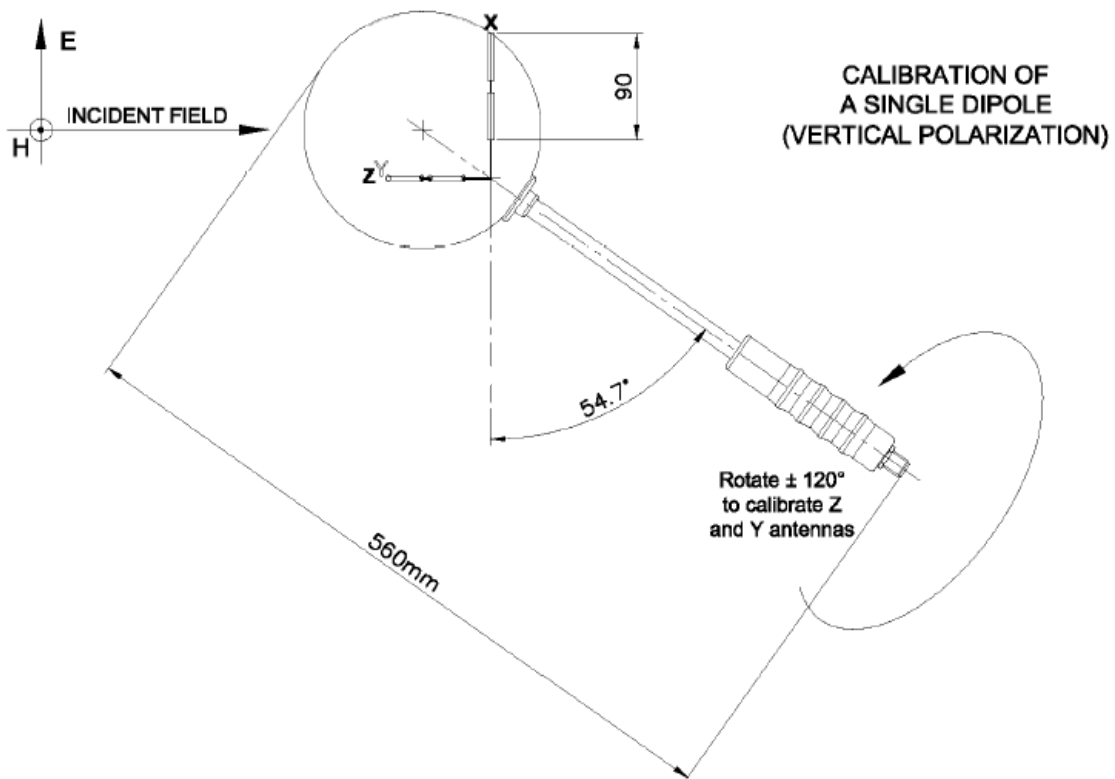 X
E
CALIBRATION OF
A SINGLE DIPOLE
(VERTICAL POLARIZATION)
90
INCIDENT FIELD
H
Z Y
54.7°
Rotate ± 120°
to calibrate Z
and Y antennas
560mm